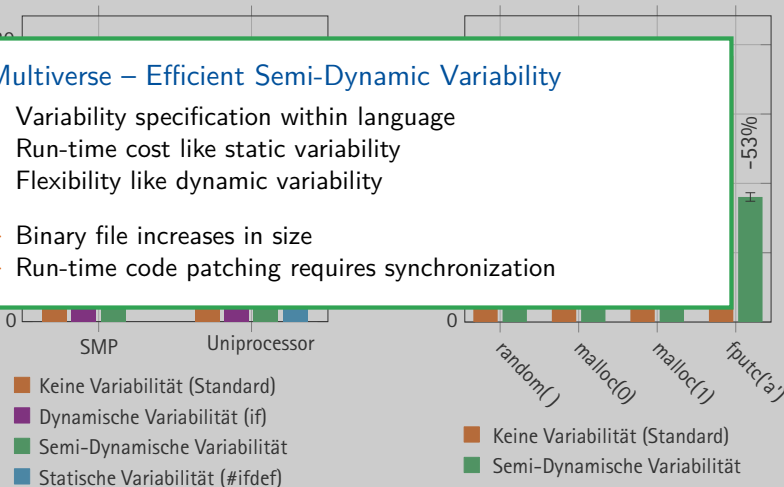 Multiverse – Efficient Semi-Dynamic Variability
Variability specification within language
Run-time cost like static variability
Flexibility like dynamic variability
Binary file increases in size
Run-time code patching requires synchronization
-53%
0
SMP
Uniprocessor
Keine Variabilität (Standard)
Dynamische Variabilität (if)
Semi-Dynamische Variabilität
Statische Variabilität (#ifdef)
0
random()
malloc(0)
malloc(1)
fputc('a')
Keine Variabilität (Standard)
Semi-Dynamische Variabilität